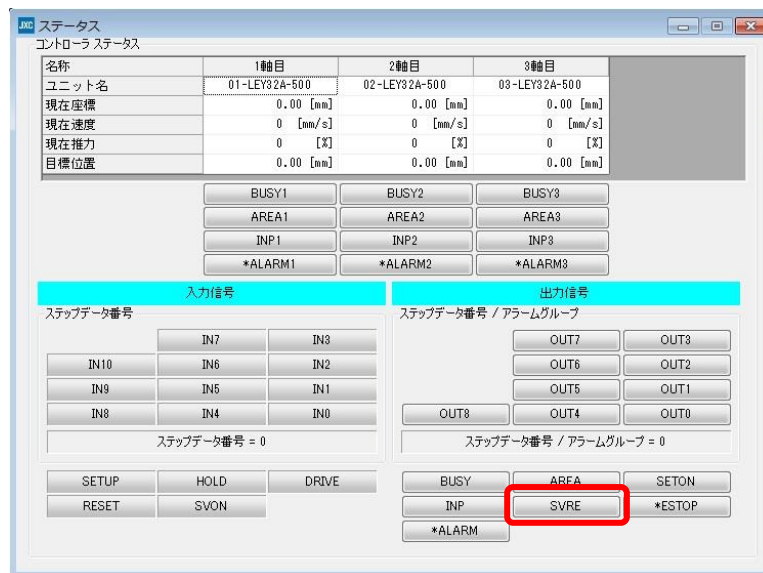 JXC ステータス
コントローラ ステータス
名称 1軸目 2軸目 3軸目
ユニット名 01-LEY32A-500 02-LEY32A-500 03-LEY32A-500
現在座標 0.00 [mm] 0.00 [mm] 0.00 [mm]
現在速度 0 [mm/s] 0 [mm/s] 0 [mm/s]
現在推力 0 [%] 0 [%] 0 [%]
目標位置 0.00 [mm] 0.00 [mm] 0.00 [mm]
BUSY1 BUSY2 BUSY3
AREA1 AREA2 AREA3
INP1 INP2 INP3
*ALARM1 *ALARM2 *ALARM3
入力信号 出力信号
ステップデータ番号 ステップデータ番号 / アラームグループ
IN7 IN3 OUT7 OUT3
IN10 IN6 IN2 OUT6 OUT2
IN9 IN5 IN1 OUT5 OUT1
IN8 IN4 IN0 OUT8 OUT4 OUT0
ステップデータ番号 = 0 ステップデータ番号 / アラームグループ = 0
SETUP HOLD DRIVE BUSY AREA SETON
RESET SVON INP SVRE *ESTOP
*ALARM